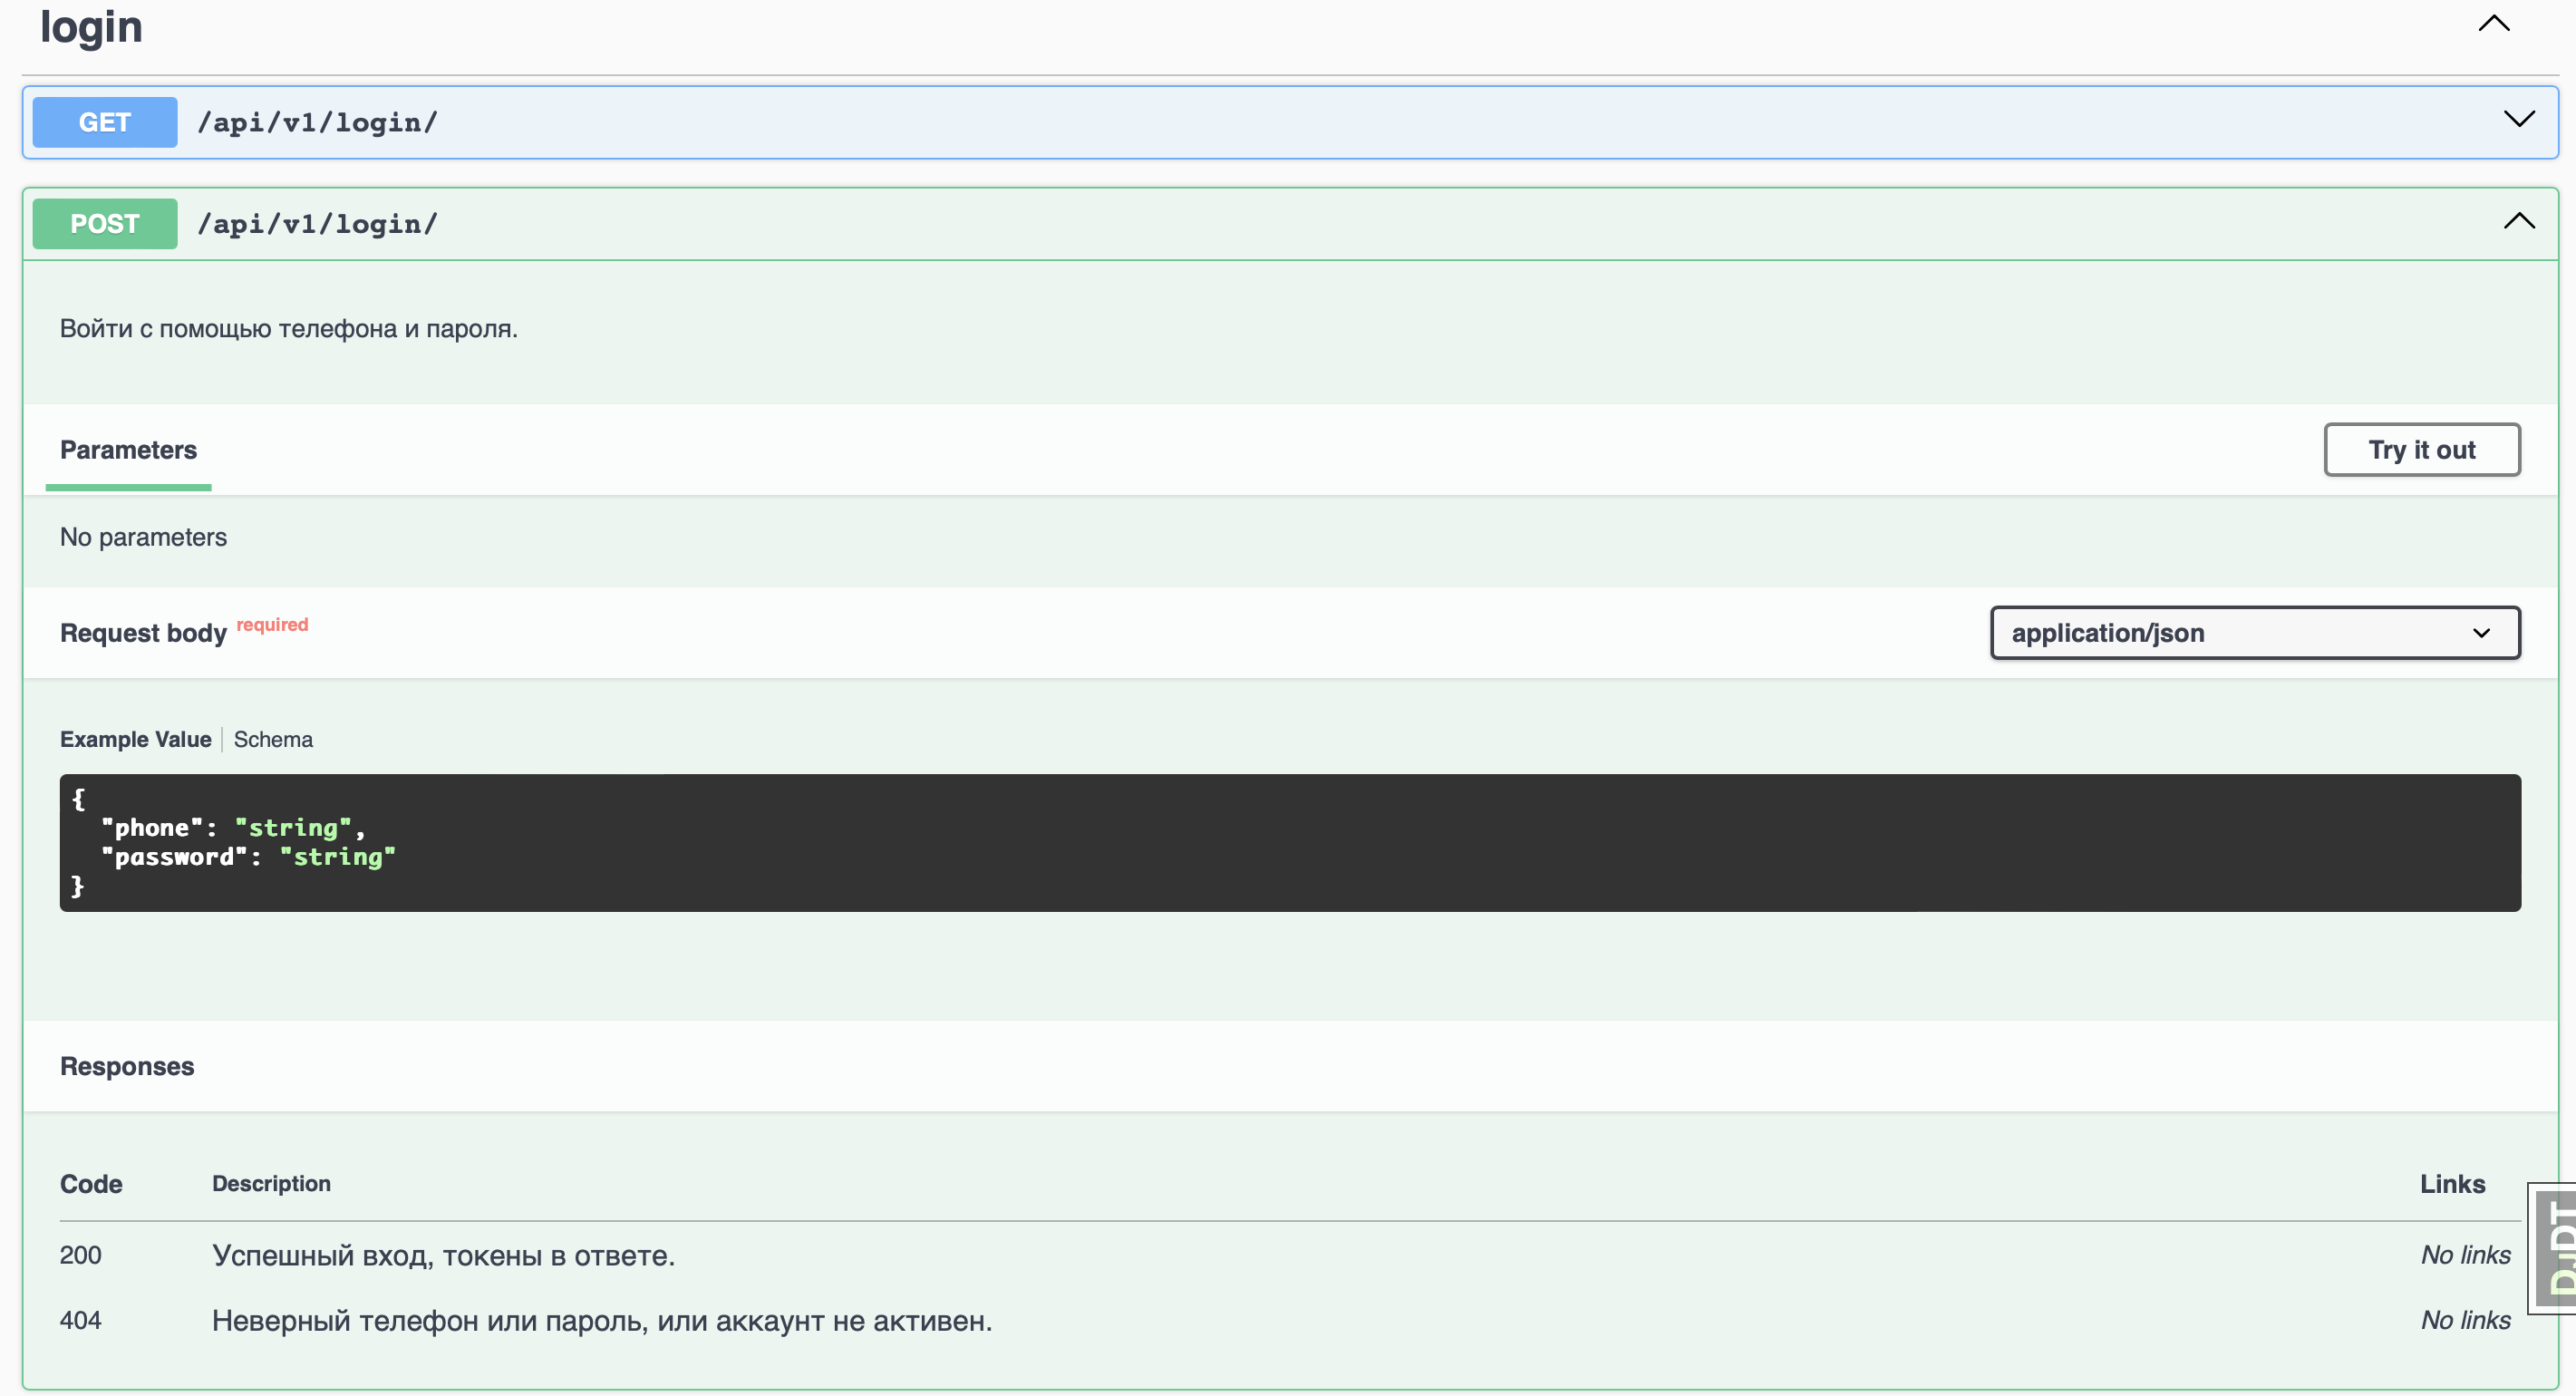 login
GET /api/v1/login/
POST /api/v1/login/
Войти с помощью телефона и пароля.
Parameters
Try it out
No parameters
Request body required
application/json
Example Value Schema
{
"phone": "string",
"password": "string"
}
Responses
Code Description Links
200 Успешный вход, токены в ответе. No links
404 Неверный телефон или пароль, или аккаунт не активен. No links
DJDT